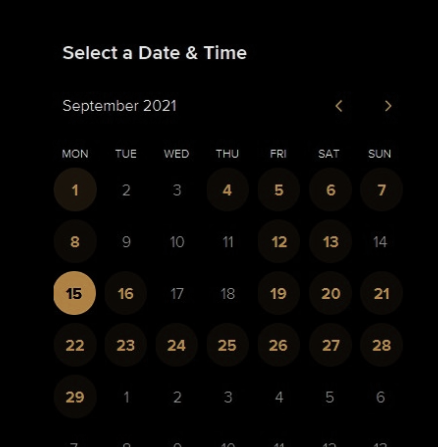 Select a Date & Time
September 2021
MON TUE WED THU FRI SAT SUN
1 2 3 4 5 6 7
8 9 10 11 12 13 14
15 16 17 18 19 20 21
22 23 24 25 26 27 28
29 1 2 3 4 5 6